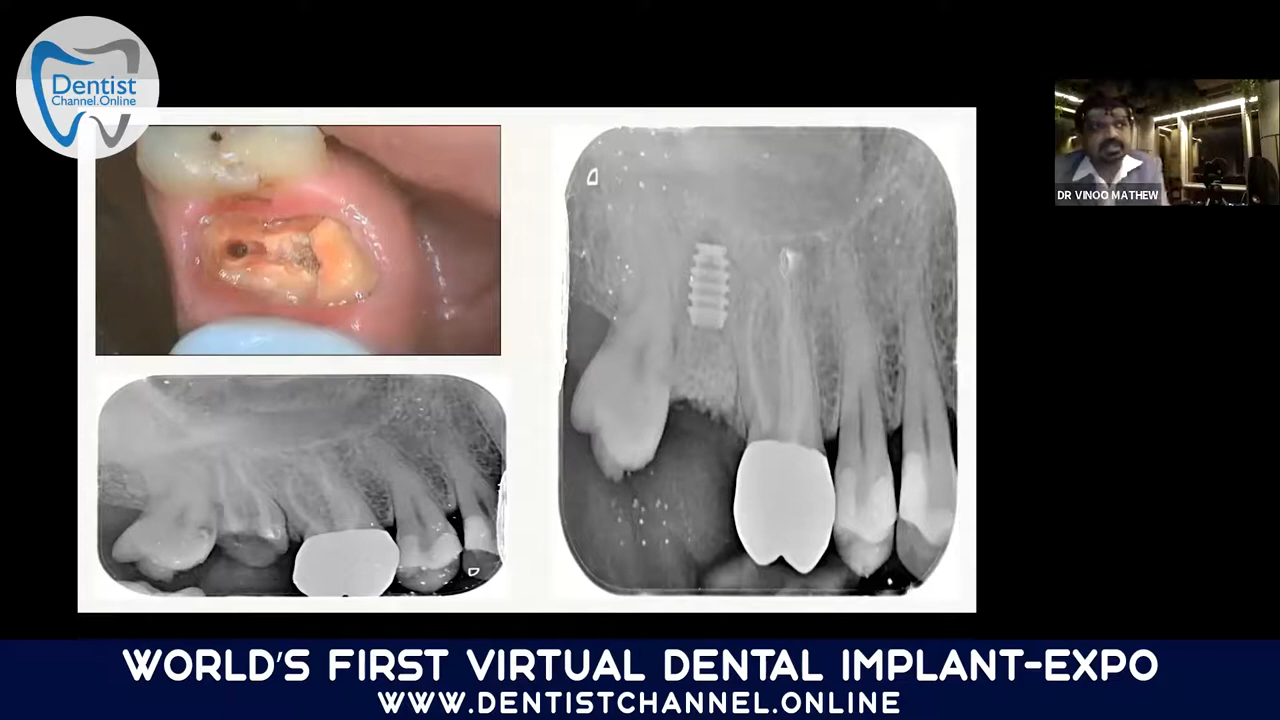 Dentist
Channel.Online
DR VINOO MATHEW
WORLD'S FIRST VIRTUAL DENTAL IMPLANT-EXPO
WWW.DENTISTCHANNEL.ONLINE